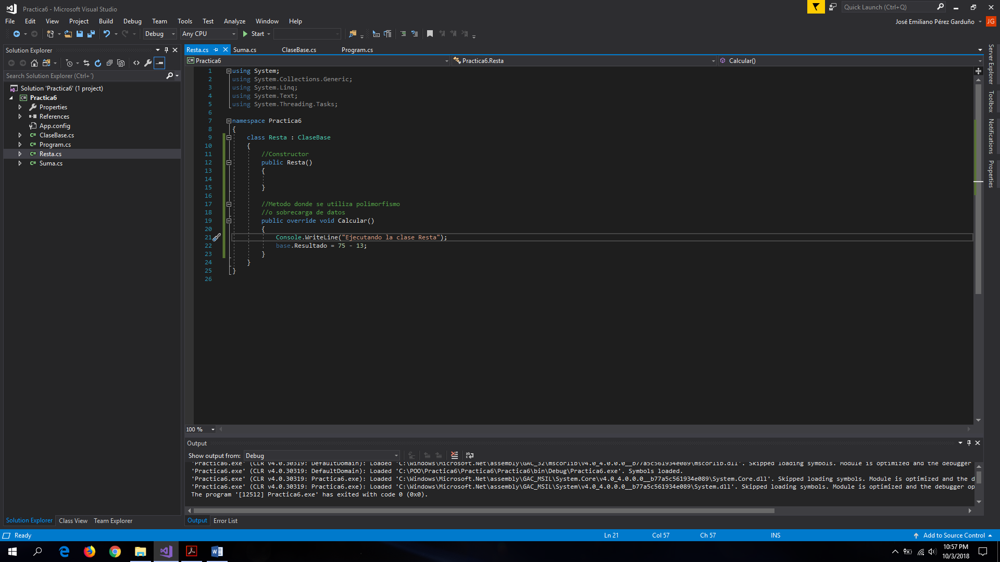 Practica6 - Microsoft Visual Studio
Quick Launch (Ctrl+Q)
File Edit View Project Build Debug Team Tools Test Analyze Window Help
José Emiliano Pérez Garduño JG
Debug Any CPU Start
Solution Explorer
Search Solution Explorer (Ctrl+´)
Solution 'Practica6' (1 project)
Practica6
Properties
References
App.config
C# ClaseBase.cs
C# Program.cs
C# Resta.cs
C# Suma.cs
Resta.cs Suma.cs ClaseBase.cs Program.cs
C# Practica6 Practica6.Resta Calcular()
1 using System;
2 using System.Collections.Generic;
3 using System.Linq;
4 using System.Text;
5 using System.Threading.Tasks;
6
7 namespace Practica6
8 {
9 class Resta : ClaseBase
10 {
11 //Constructor
12 public Resta()
13 {
14
15 }
16
17 //Metodo donde se utiliza polimorfismo
18 //o sobrecarga de datos
19 public override void Calcular()
20 {
21 Console.WriteLine("Ejecutando la clase Resta");
22 base.Resultado = 75 - 13;
23 }
24 }
25 }
26
100 %
Server Explorer
Toolbox
Notifications
Properties
Output
Show output from: Debug
'Practica6.exe' (CLR v4.0.30319: DefaultDomain): Loaded 'C:\Windows\Microsoft.Net\assembly\GAC_32\mscorlib\v4.0_4.0.0.0__b77a5c561934e089\mscorlib.dll'. Skipped loading symbols. Module is optimized and the debugger
'Practica6.exe' (CLR v4.0.30319: DefaultDomain): Loaded 'C:\POO\Practica6\Practica6\Practica6\bin\Debug\Practica6.exe'. Symbols loaded.
'Practica6.exe' (CLR v4.0.30319: Practica6.exe): Loaded 'C:\Windows\Microsoft.Net\assembly\GAC_MSIL\System.Core\v4.0_4.0.0.0__b77a5c561934e089\System.Core.dll'. Skipped loading symbols. Module is optimized and the d
'Practica6.exe' (CLR v4.0.30319: Practica6.exe): Loaded 'C:\Windows\Microsoft.Net\assembly\GAC_MSIL\System\v4.0_4.0.0.0__b77a5c561934e089\System.dll'. Skipped loading symbols. Module is optimized and the debugger op
The program '[12512] Practica6.exe' has exited with code 0 (0x0).
Solution Explorer Class View Team Explorer
Output Error List
Ready Ln 21 Col 57 Ch 57 INS Add to Source Control
10:57 PM
10/3/2018